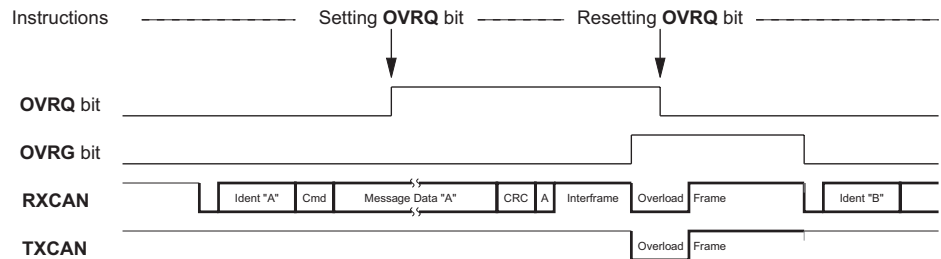 Instructions Setting OVRQ bit Resetting OVRQ bit
OVRQ bit
OVRG bit
RXCAN Ident "A" Cmd Message Data "A" CRC A Interframe Overload Frame Ident "B"
TXCAN Overload Frame